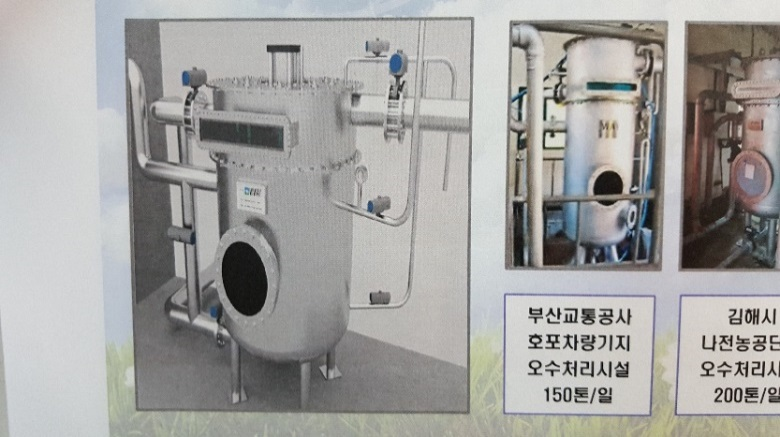 부산교통공사
호포차량기지
오수처리시설
150톤/일
김해시
나전농공단
오수처리시
200톤/일